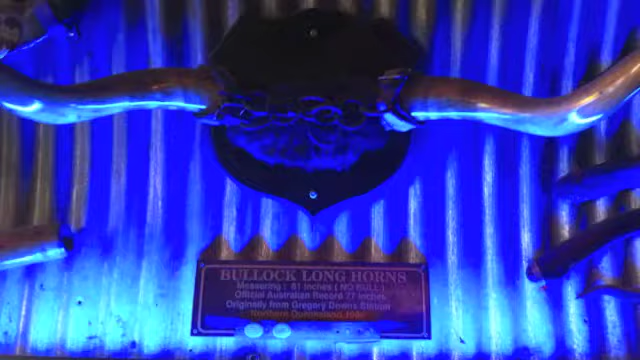 BULLOCK LONG HORNS
Measuring : 81 Inches ( NO BULL )
Official Australian Record 77 Inches
Originally from Gregory Downs Station
Northern Queensland